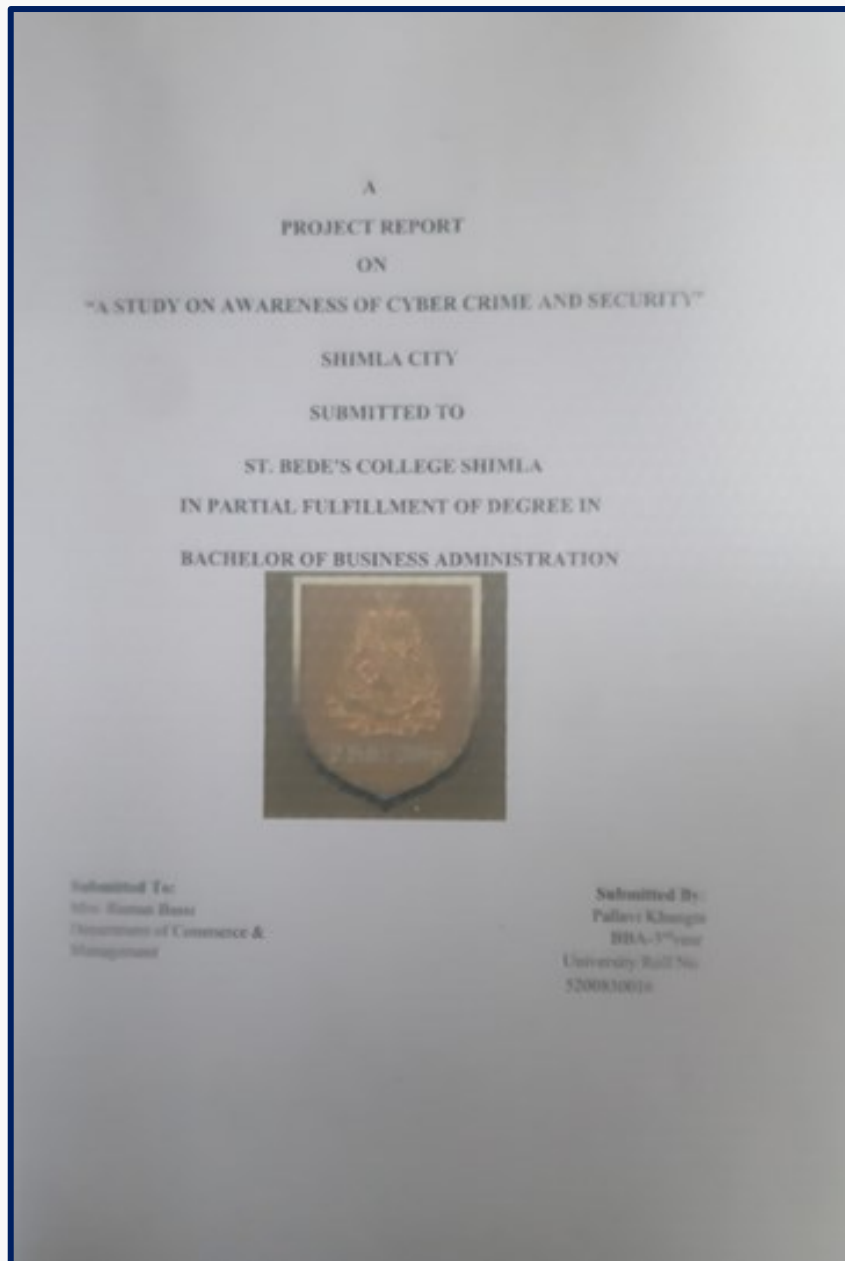 A
PROJECT REPORT
ON
"A STUDY ON AWARENESS OF CYBER CRIME AND SECURITY"
SHIMLA CITY
SUBMITTED TO
ST. BEDE'S COLLEGE SHIMLA
IN PARTIAL FULFILLMENT OF DEGREE IN
BACHELOR OF BUSINESS ADMINISTRATION
Submitted To:
Department of Commerce &
Management
Submitted By:
Pallavi
BBA-3rd year
University Roll No